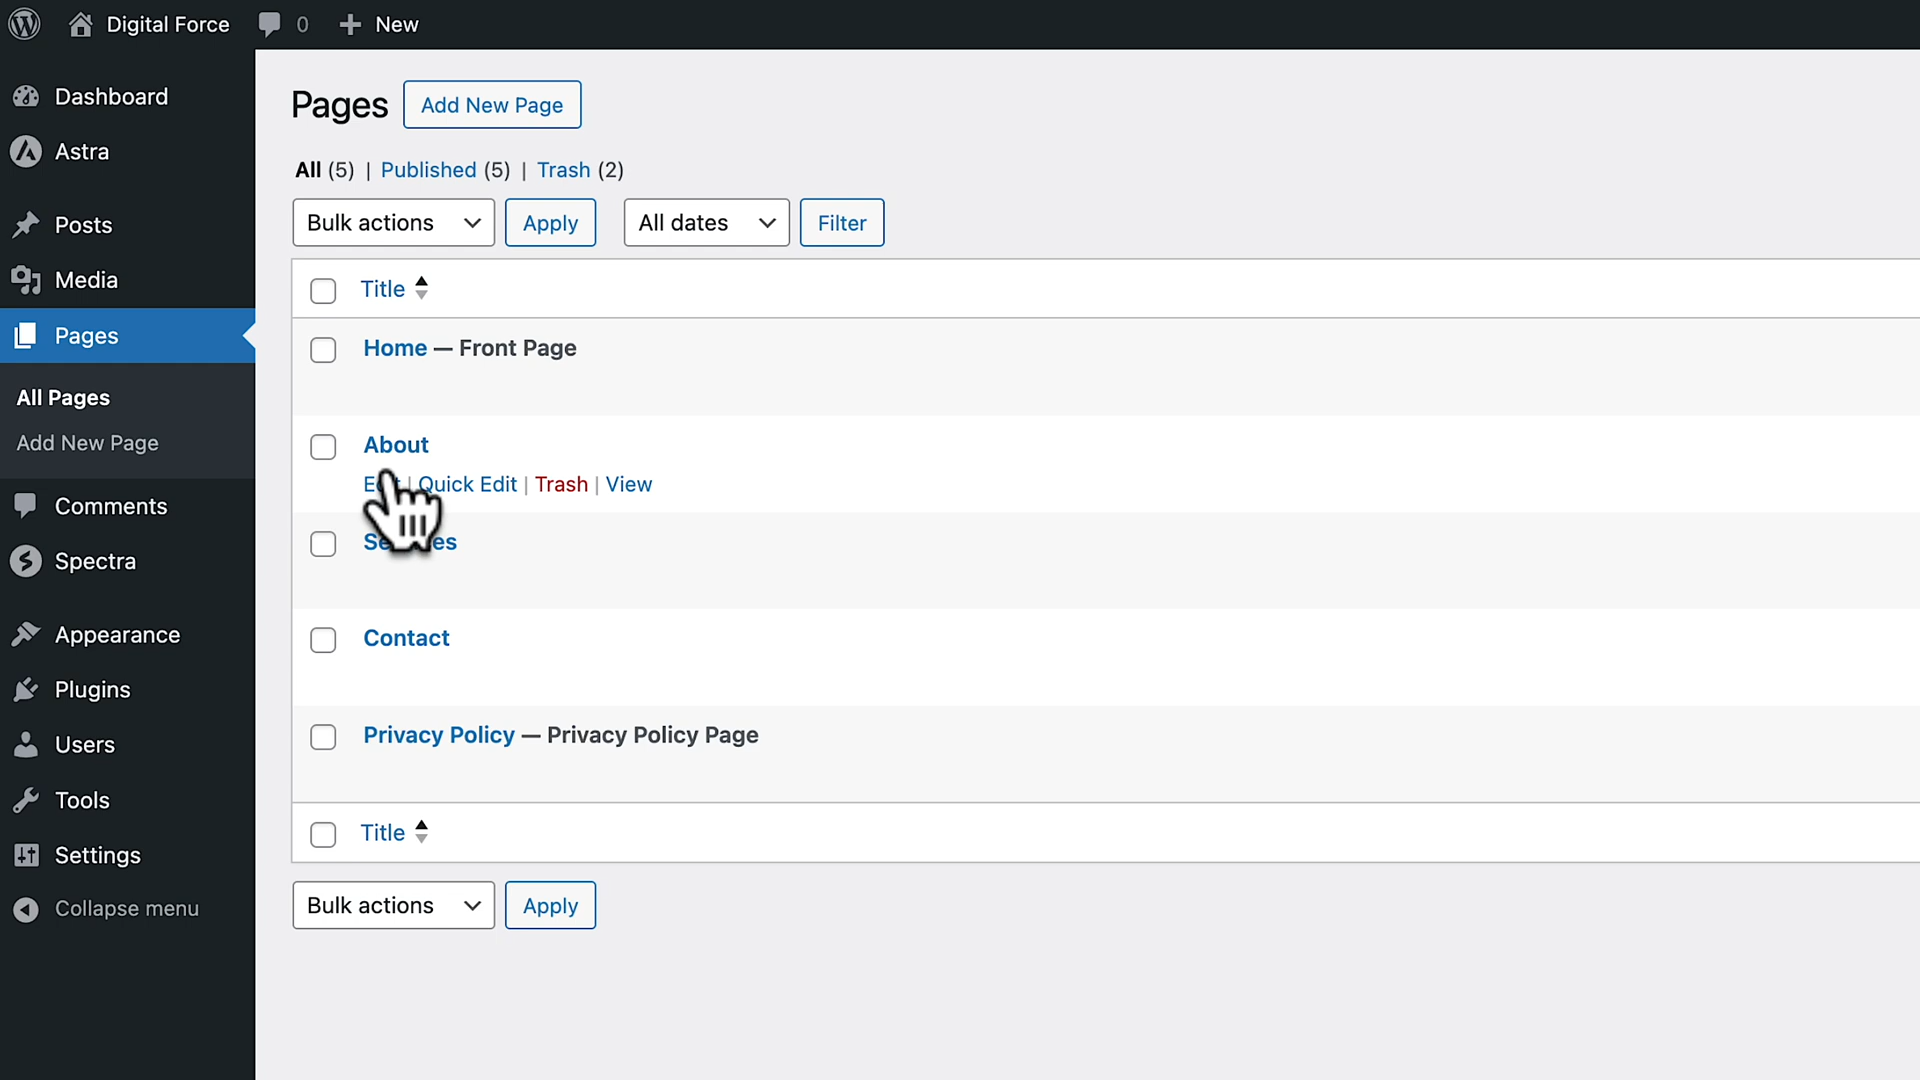 Digital Force 0 New
Dashboard
Astra
Posts
Media
Pages
All Pages
Add New Page
Comments
Spectra
Appearance
Plugins
Users
Tools
Settings
Collapse menu
Pages Add New Page
All (5) | Published (5) | Trash (2)
Bulk actions Apply All dates Filter
Title
Home — Front Page
About
| Quick Edit | Trash | View
Contact
Privacy Policy — Privacy Policy Page
Title
Bulk actions Apply